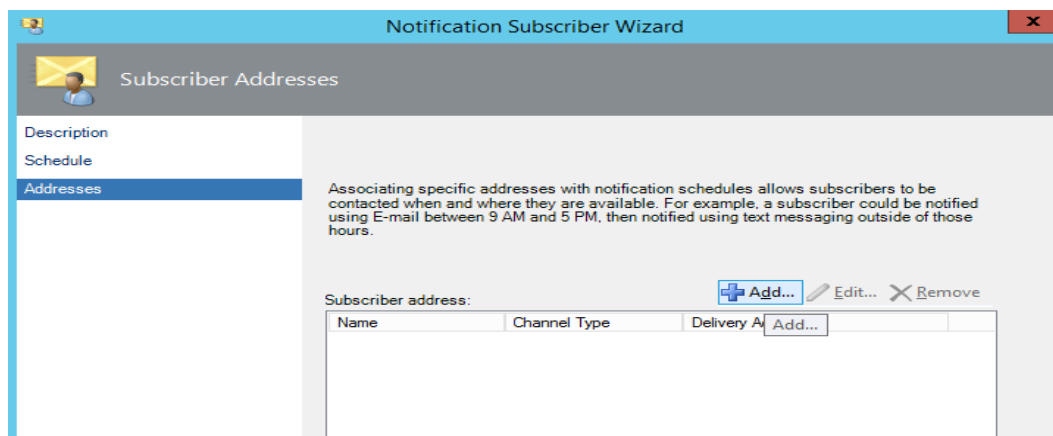 Notification Subscriber Wizard
x
Subscriber Addresses
Description
Schedule
Addresses
Associating specific addresses with notification schedules allows subscribers to be
contacted when and where they are available. For example, a subscriber could be notified
using E-mail between 9 AM and 5 PM, then notified using text messaging outside of those
hours.
Subscriber address:
Add... Edit... Remove
Name Channel Type Delivery A
Add...